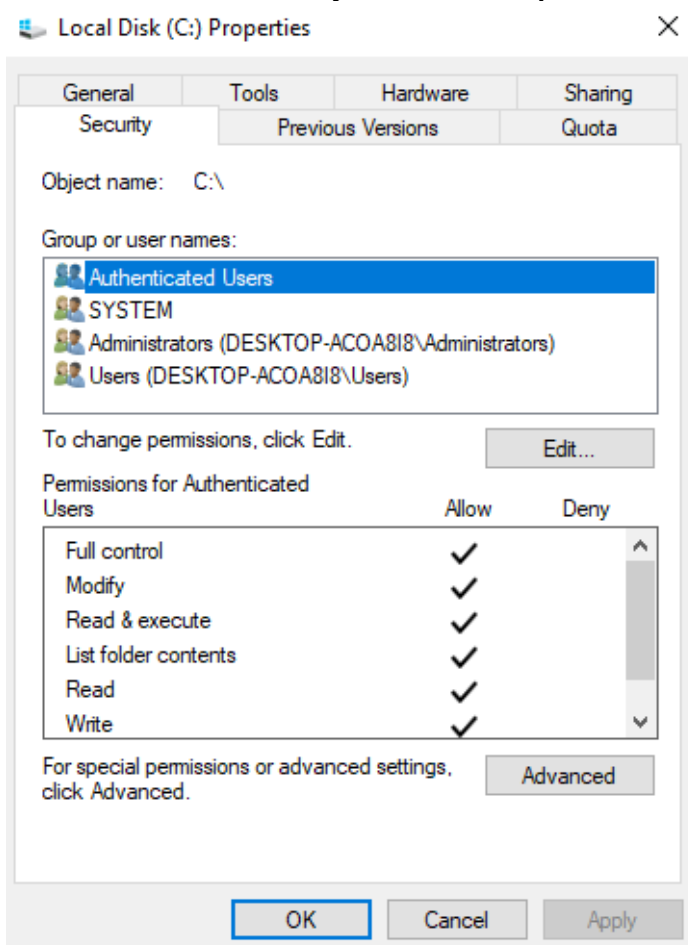 Local Disk (C:) Properties
General Tools Hardware Sharing
Security Previous Versions Quota
Object name: C:\
Group or user names:
Authenticated Users
SYSTEM
Administrators (DESKTOP-ACOA8I8\Administrators)
Users (DESKTOP-ACOA8I8\Users)
To change permissions, click Edit.
Edit...
Permissions for Authenticated
Users Allow Deny
Full control
Modify
Read & execute
List folder contents
Read
Write
For special permissions or advanced settings,
click Advanced.
Advanced
OK Cancel Apply